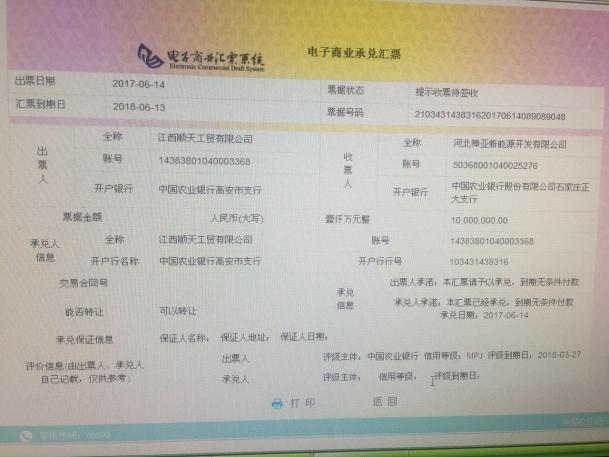 电子商业汇票系统
Electronic Commercial Draft System
电子商业承兑汇票
出票日期 2017-06-14 票据状态 提示收票待签收
汇票到期日 2018-06-13 票据号码 210343143831620170614089089048
出票人 全称 江西顺天工贸有限公司 收票人 全称 河北神亚新能源开发有限公司
账号 14383801040003368 账号 50368001040025276
开户银行 中国农业银行高安市支行 开户银行 中国农业银行股份有限公司石家庄正大支行
票据金额 人民币(大写) 壹仟万元整 10,000,000.00
承兑人信息 全称 江西顺天工贸有限公司 账号 14383801040003368
开户行名称 中国农业银行高安市支行 开户行行号 103431438316
交易合同号 承兑信息 出票人承诺：本汇票请予以承兑，到期无条件付款
能否转让 可以转让 承兑人承诺：本汇票已经承兑，到期无条件付款
承兑日期：2017-06-14
承兑保证信息 保证人名称： 保证人地址： 保证人日期：
评价信息(由出票人、承兑人自己记载，仅供参考) 出票人 评级主体：中国农业银行 信用等级：MPJ 评级到期日：2018-03-27
承兑人 评级主体： 信用等级： 评级到期日：
打 印 返 回
客服热线：
中国农业银